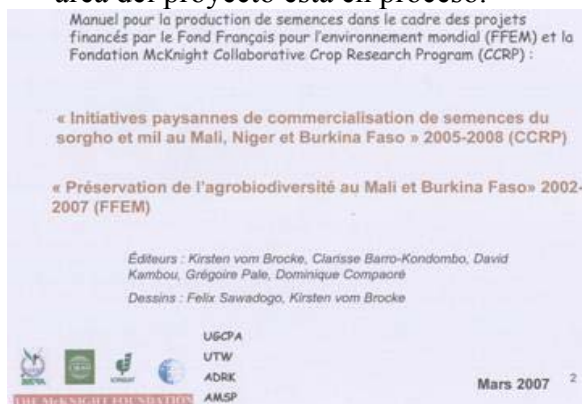 área del proyecto está en proceso.
Manuel pour la production de semences dans le cadre des projets
financés par le Fond Français pour l'environnement mondial (FFEM) et la
Fondation McKnight Collaborative Crop Research Program (CCRP) :
« Initiatives paysannes de commercialisation de semences du
sorgho et mil au Mali, Niger et Burkina Faso » 2005-2008 (CCRP)
« Préservation de l'agrobiodiversité au Mali et Burkina Faso» 2002-
2007 (FFEM)
Éditeurs : Kirsten vom Brocke, Clarisse Barro-Kondombo, David
Kambou, Grégoire Pale, Dominique Compaoré
Dessins : Felix Sawadogo, Kirsten vom Brocke
UGCPA
UTW
ADRK
AMSP
THE McKNIGHT FOUNDATION
Mars 2007
2